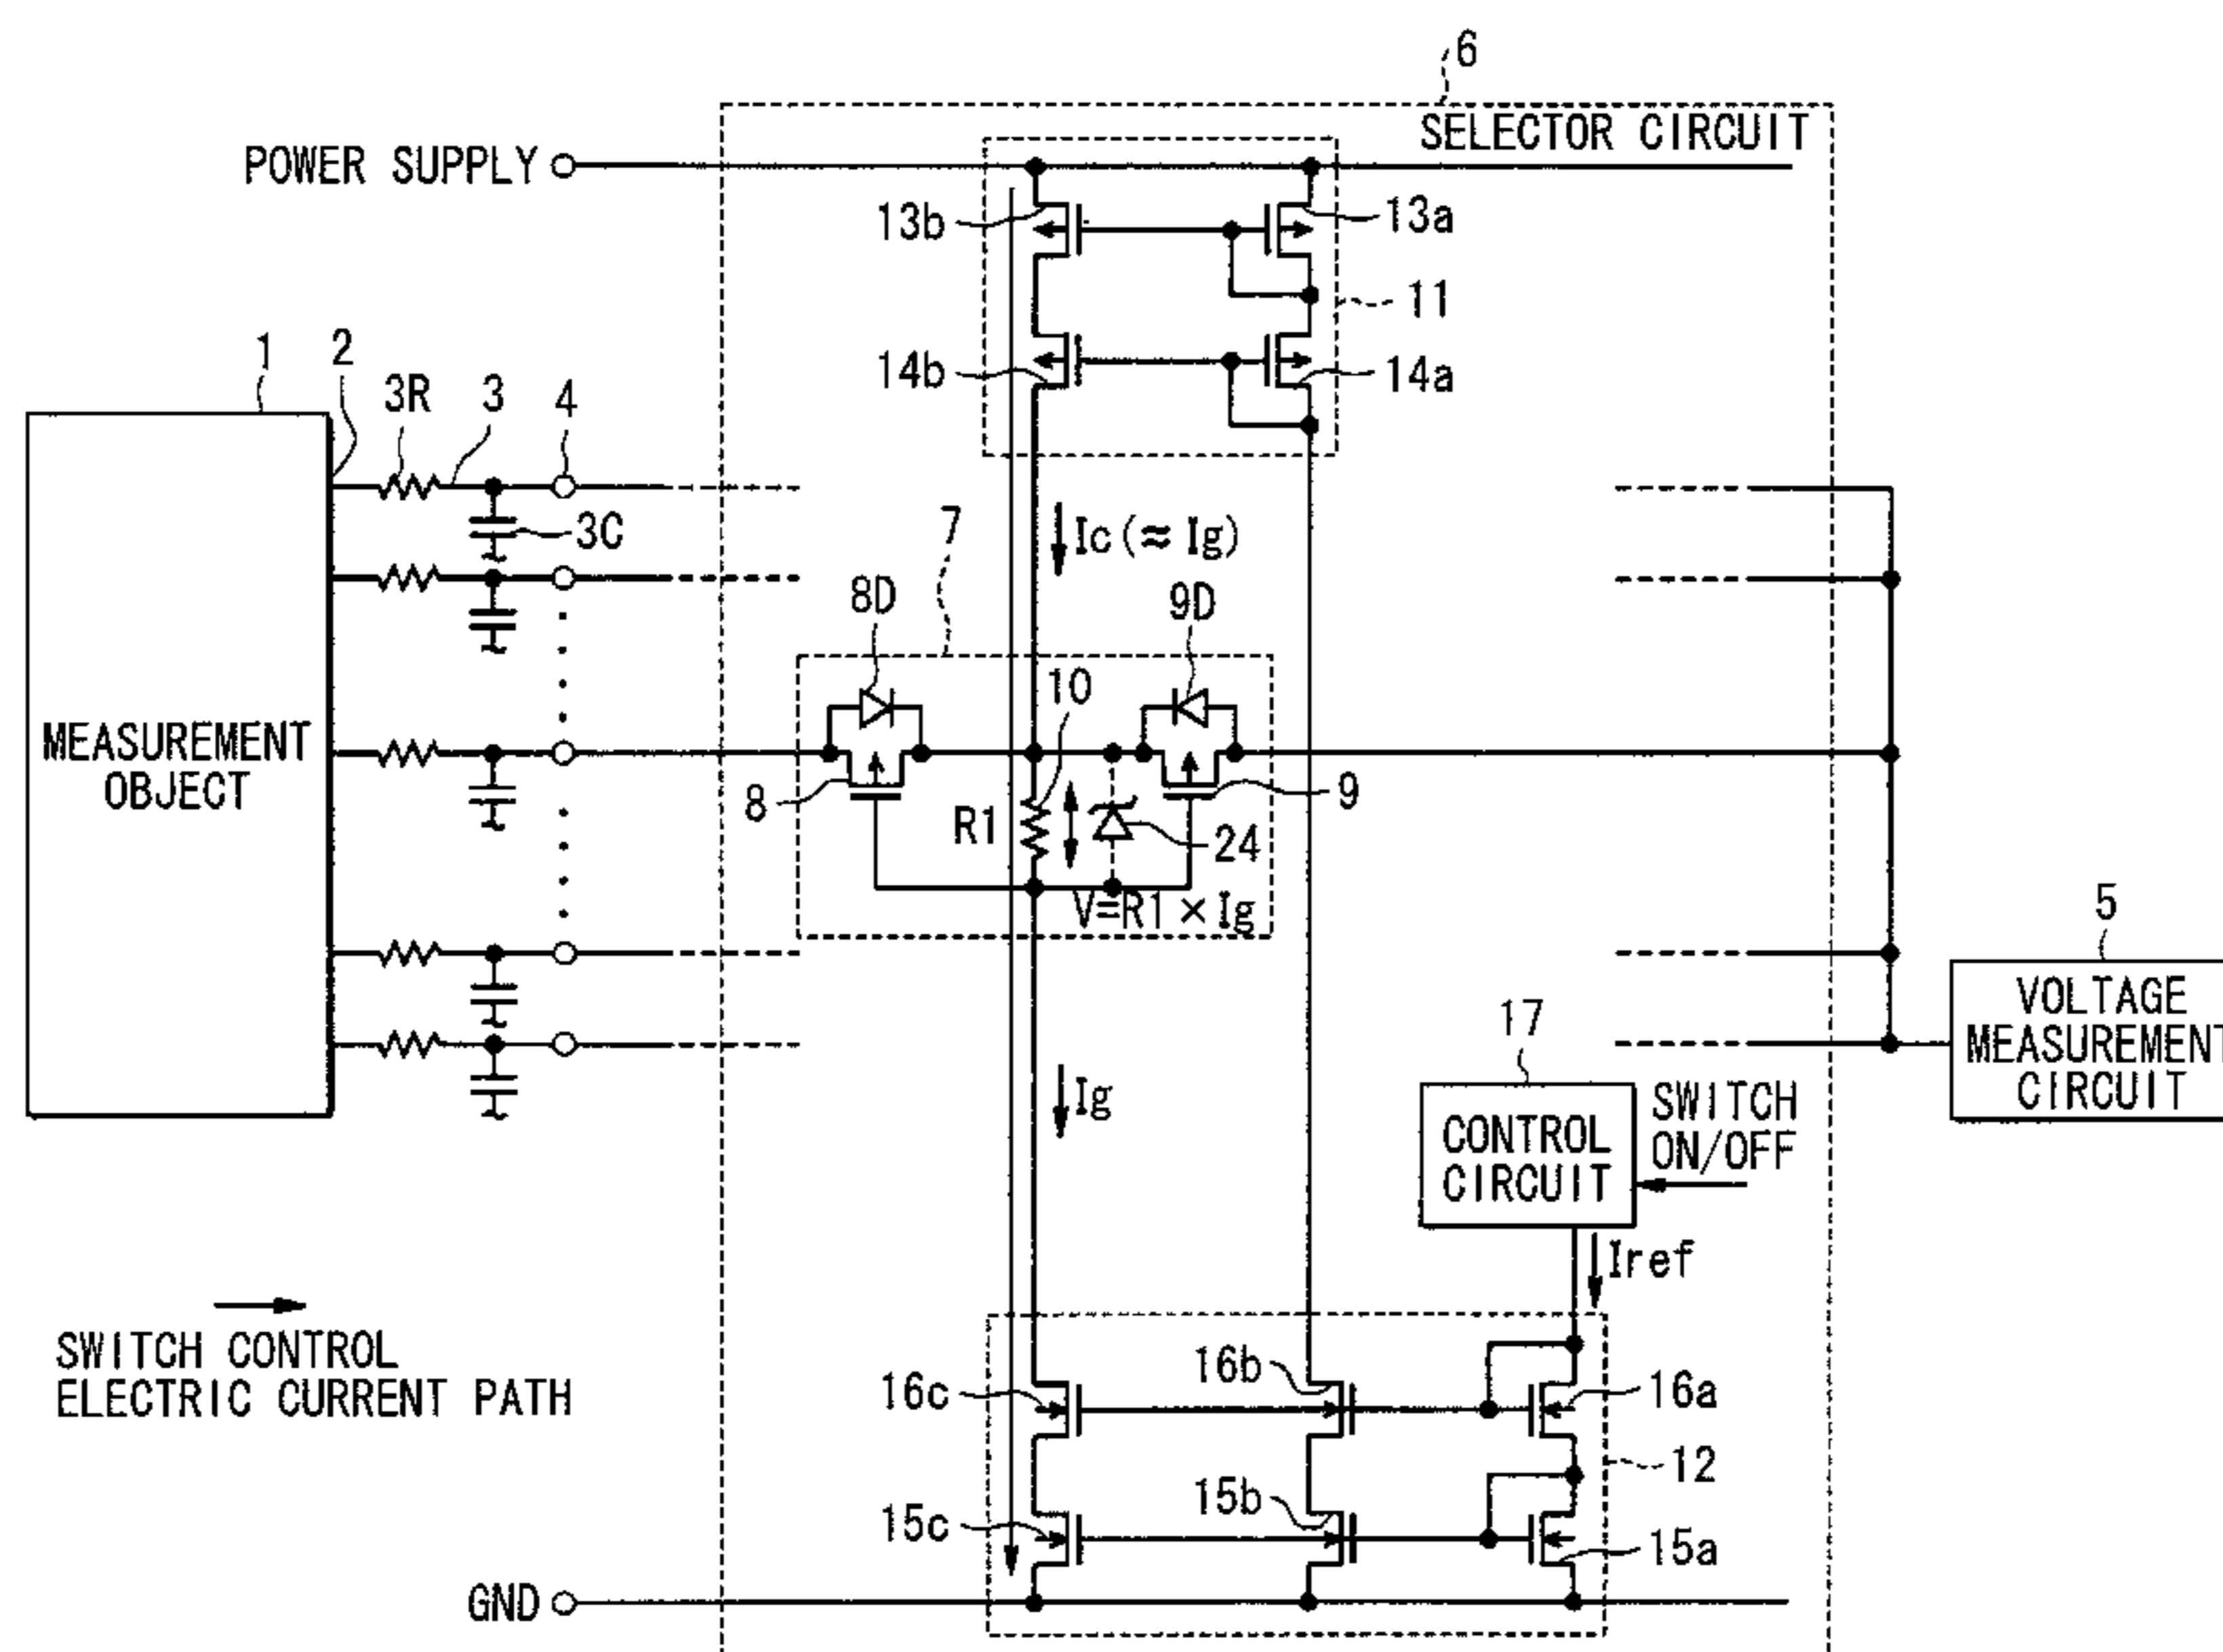 6
SELECTOR CIRCUIT
POWER SUPPLY
13b
13a
11
14b
14a
1
2
3R
3
4
3C
7
Ic (≈ Ig)
8D
9D
10
MEASUREMENT
OBJECT
8
R1
24
9
V=R1 × Ig
5
VOLTAGE
MEASUREMENT
CIRCUIT
17
CONTROL
CIRCUIT
SWITCH
ON/OFF
Ig
Iref
SWITCH CONTROL
ELECTRIC CURRENT PATH
16c
16b
16a
12
15c
15b
15a
GND